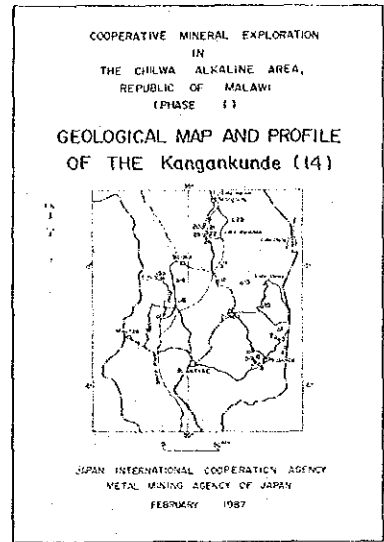 COOPERATIVE MINERAL EXPLORATION
IN
THE CHILWA ALKALINE AREA,
REPUBLIC OF MALAWI
(PHASE I)
GEOLOGICAL MAP AND PROFILE
OF THE Kangankunde (14)
BLANTYRE
JAPAN INTERNATIONAL COOPERATION AGENCY
METAL MINING AGENCY OF JAPAN
FEBRUARY 1987